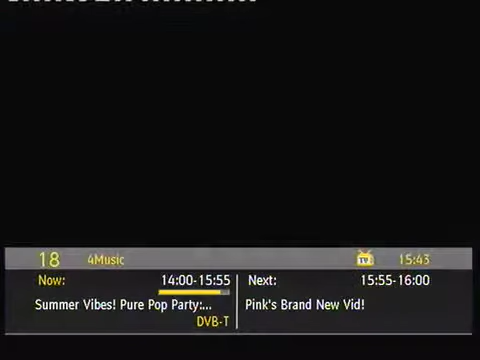 18 4Music TV 15:43
Now: 14:00-15:55 Next: 15:55-16:00
Summer Vibes! Pure Pop Party:... Pink's Brand New Vid!
DVB-T